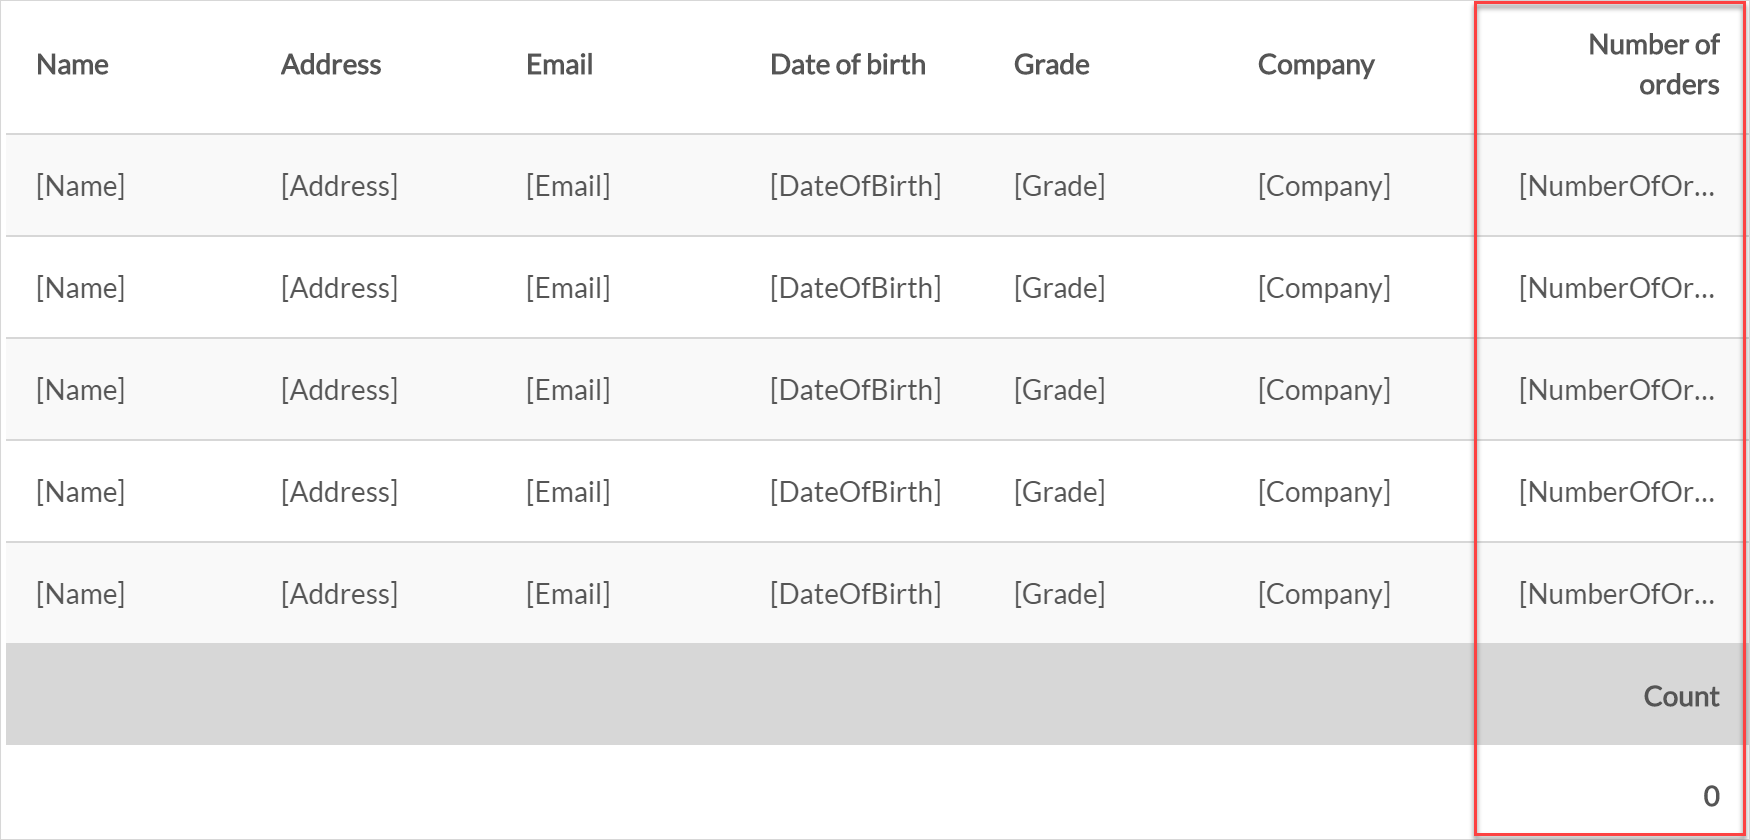 Name Address Email Date of birth Grade Company Number of
orders
[Name] [Address] [Email] [DateOfBirth] [Grade] [Company] [NumberOfOr...
[Name] [Address] [Email] [DateOfBirth] [Grade] [Company] [NumberOfOr...
[Name] [Address] [Email] [DateOfBirth] [Grade] [Company] [NumberOfOr...
[Name] [Address] [Email] [DateOfBirth] [Grade] [Company] [NumberOfOr...
[Name] [Address] [Email] [DateOfBirth] [Grade] [Company] [NumberOfOr...
Count
0